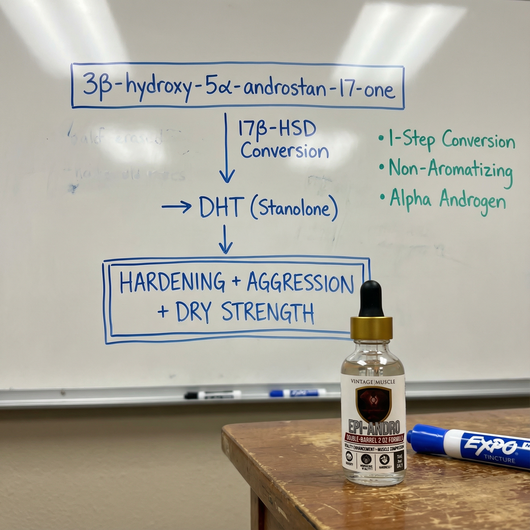 3β-hydroxy-5α-androstan-17-one
17β-HSD
Conversion
• 1-Step Conversion
• Non-Aromatizing
• Alpha Androgen
→ DHT (Stanolone)
HARDENING + AGGRESSION
+ DRY STRENGTH
VINTAGE MUSCLE
EPI-ANDRO
DOUBLE-BARREL 2 OZ FORMULA
EXPO
TINCTURE